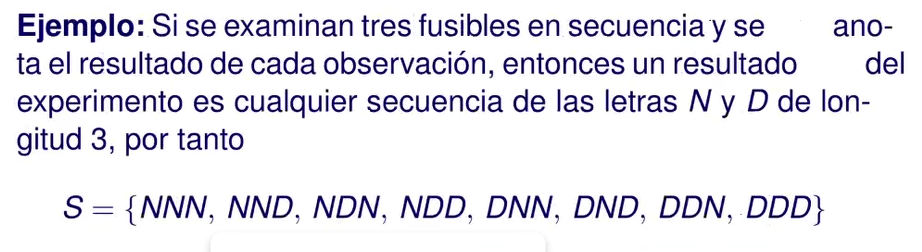 Ejemplo: Si se examinan tres fusibles en secuencia y se ano-
ta el resultado de cada observación, entonces un resultado del
experimento es cualquier secuencia de las letras N y D de lon-
gitud 3, por tanto
S = {NNN, NND, NDN, NDD, DNN, DND, DDN, DDD}